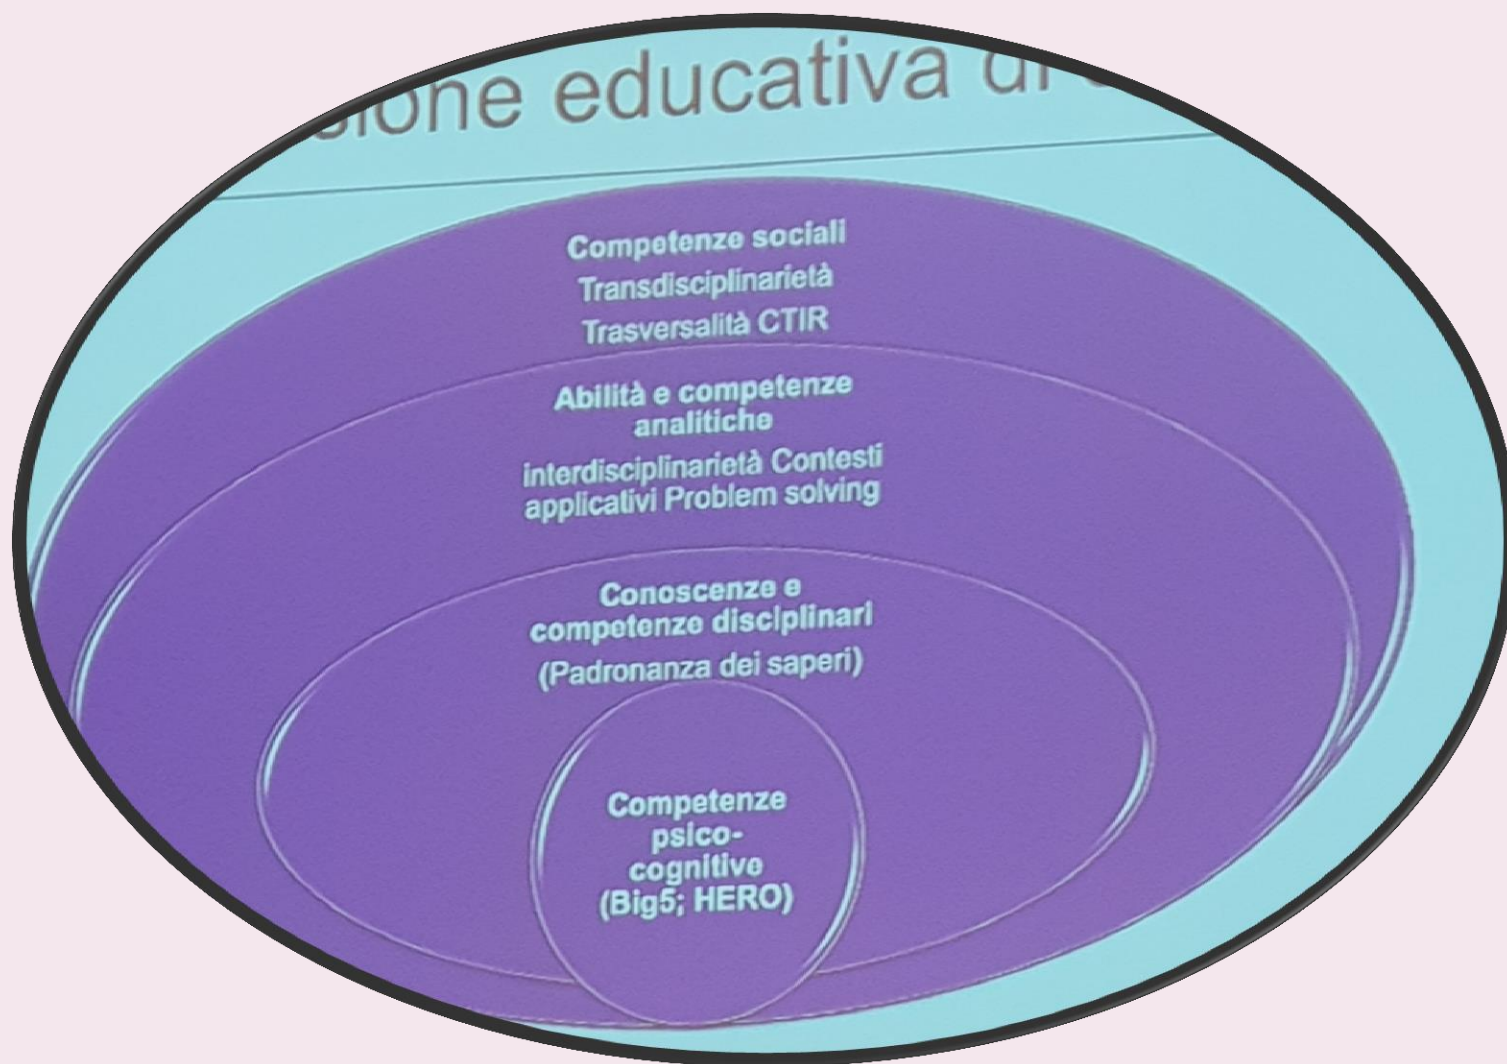 educativa di
Competenze sociali
Transdisciplinarietà
Trasversalità CTIR
Abilità e competenze
analitiche
interdisciplinarietà Contesti
applicativi Problem solving
Conoscenze e
competenze disciplinari
(Padronanza dei saperi)
Competenze
psico-
cognitive
(Big5; HERO)